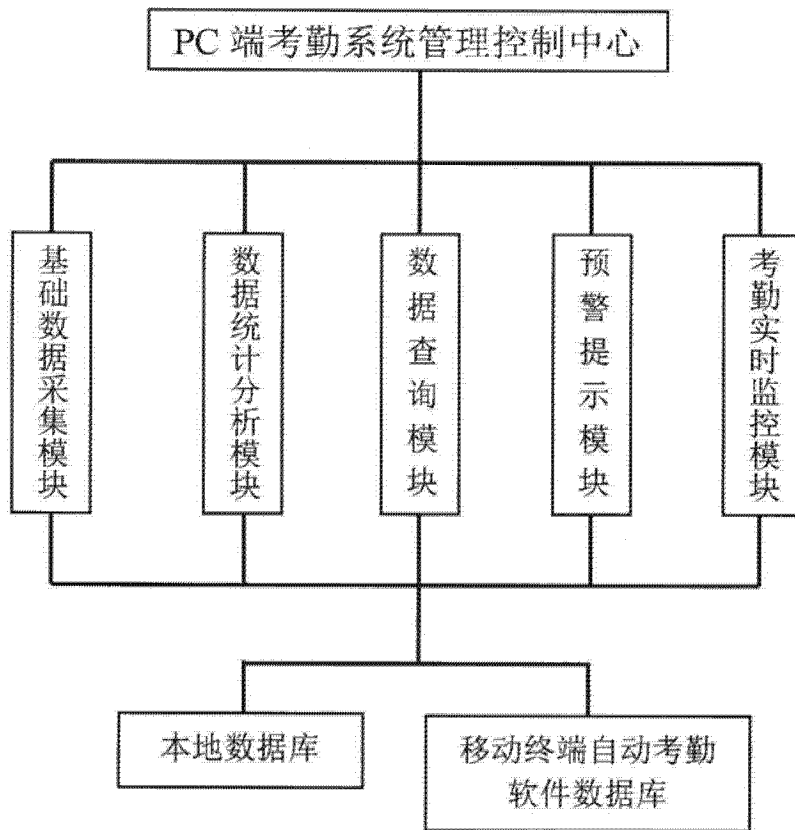 PC 端考勤系统管理控制中心
基础数据采集模块
数据统计分析模块
数据查询模块
预警提示模块
考勤实时监控模块
本地数据库
移动终端自动考勤
软件数据库